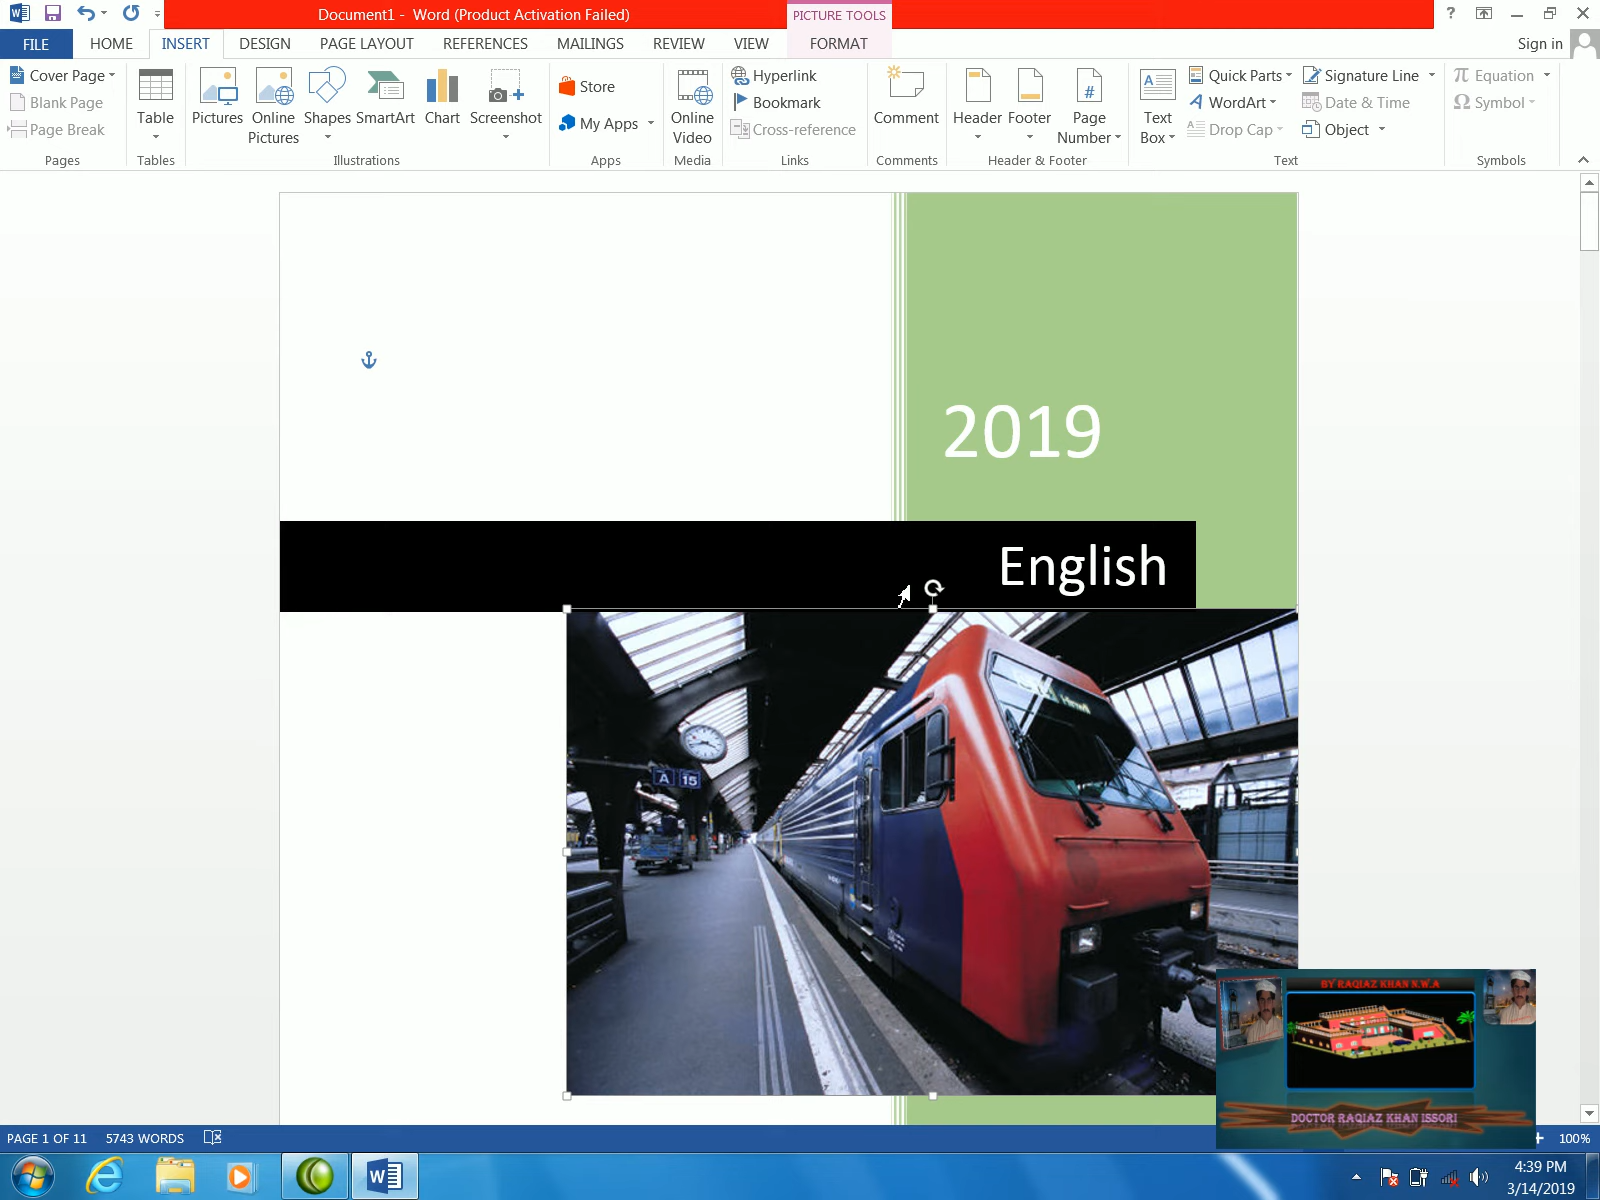 Document1 - Word (Product Activation Failed)
PICTURE TOOLS
?
FILE
HOME
INSERT
DESIGN
PAGE LAYOUT
REFERENCES
MAILINGS
REVIEW
VIEW
FORMAT
Sign in
Cover Page
Blank Page
Page Break
Pages
Table
Tables
Pictures
Online Pictures
Shapes
SmartArt
Chart
Screenshot
Illustrations
Store
My Apps
Apps
Online Video
Media
Hyperlink
Bookmark
Cross-reference
Links
Comment
Comments
Header
Footer
Page Number
Header & Footer
Text Box
Quick Parts
WordArt
Drop Cap
Signature Line
Date & Time
Object
Text
π Equation
Ω Symbol
Symbols
2019
English
A 15
BY RAQIAZ KHAN N.W.A
DOCTOR RAQIAZ KHAN ISSORI
PAGE 1 OF 11
5743 WORDS
100%
4:39 PM
3/14/2019